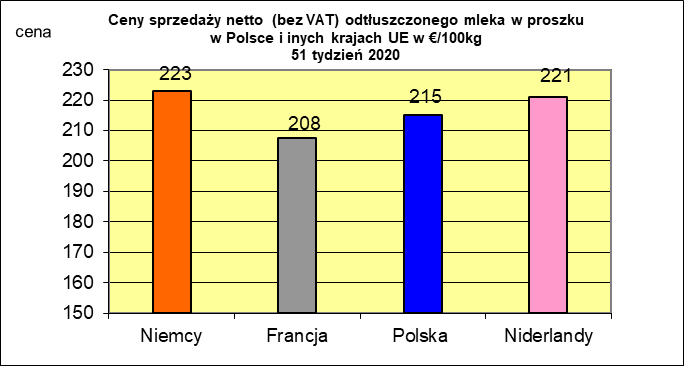 Ceny sprzedaży netto (bez VAT) odtłuszczonego mleka w proszku
w Polsce i inych krajach UE w €/100kg
51 tydzień 2020
cena
230
220
210
200
190
180
170
160
150
223
208
215
221
Niemcy
Francja
Polska
Niderlandy